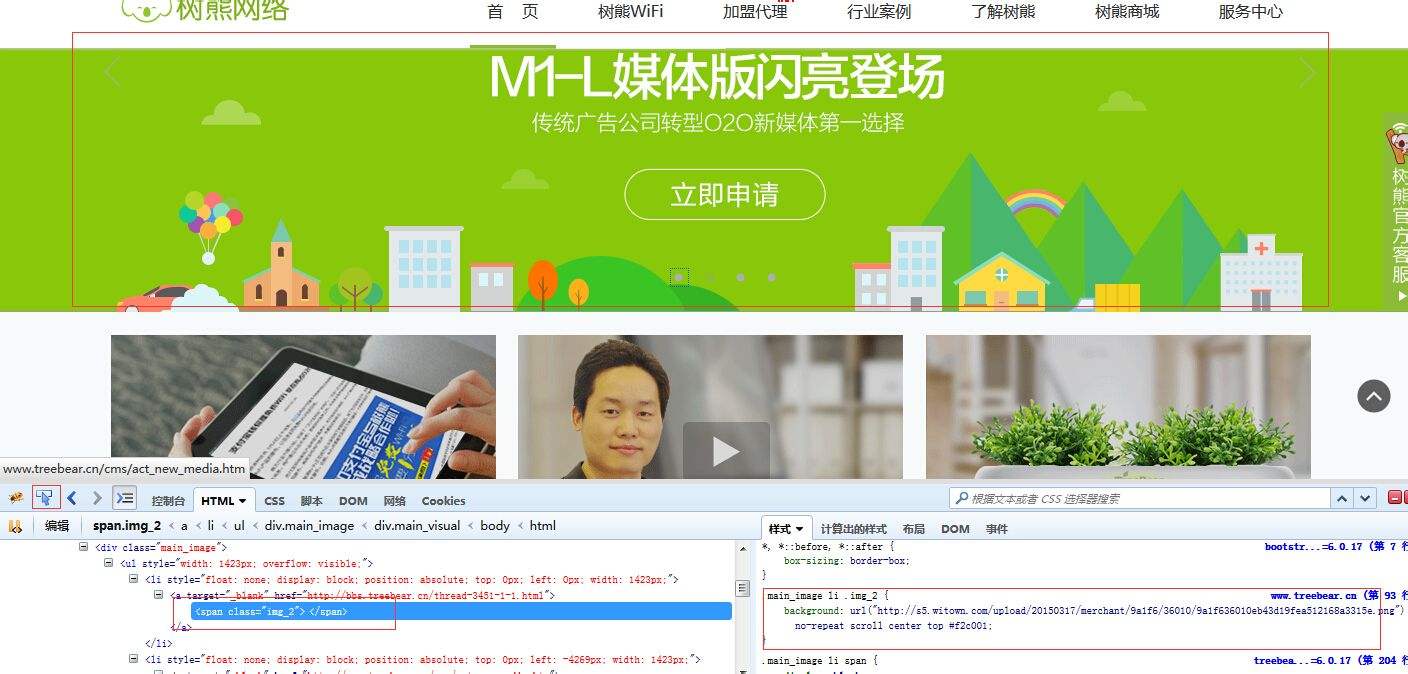 树熊网络
首 页 树熊WiFi 加盟代理 行业案例 了解树熊 树熊商城 服务中心
M1-L媒体版闪亮登场
传统广告公司转型O2O新媒体第一选择
立即申请
树熊官方客服
www.treebear.cn/cms/act_new_media.htm
控制台 HTML CSS 脚本 DOM 网络 Cookies
根据文本或者 CSS 选择器搜索
编辑 span.img_2 < a < li < ul < div.main_image < div.main_visual < body < html
样式 计算出的样式 布局 DOM 事件
<div class="main_image">
<ul style="width: 1423px; overflow: visible;">
<li style="float: none; display: block; position: absolute; top: 0px; left: 0px; width: 1423px;">
<a target="_blank" href="http://bbs.treebear.cn/thread-3451-1-1.html">
<span class="img_2"></span>
</a>
</li>
<li style="float: none; display: block; position: absolute; top: 0px; left: -4269px; width: 1423px;">
*, *::before, *::after { bootstr...=6.0.17 (第 7 行
box-sizing: border-box;
}
.main_image li .img_2 { www.treebear.cn (第 93 行
background: url("http://s5.witown.com/upload/20150317/merchant/9a1f6/36010/9a1f636010eb43d19fea512168a3315e.png")
no-repeat scroll center top #f2c001;
}
.main_image li span { treebea...=6.0.17 (第 204 行